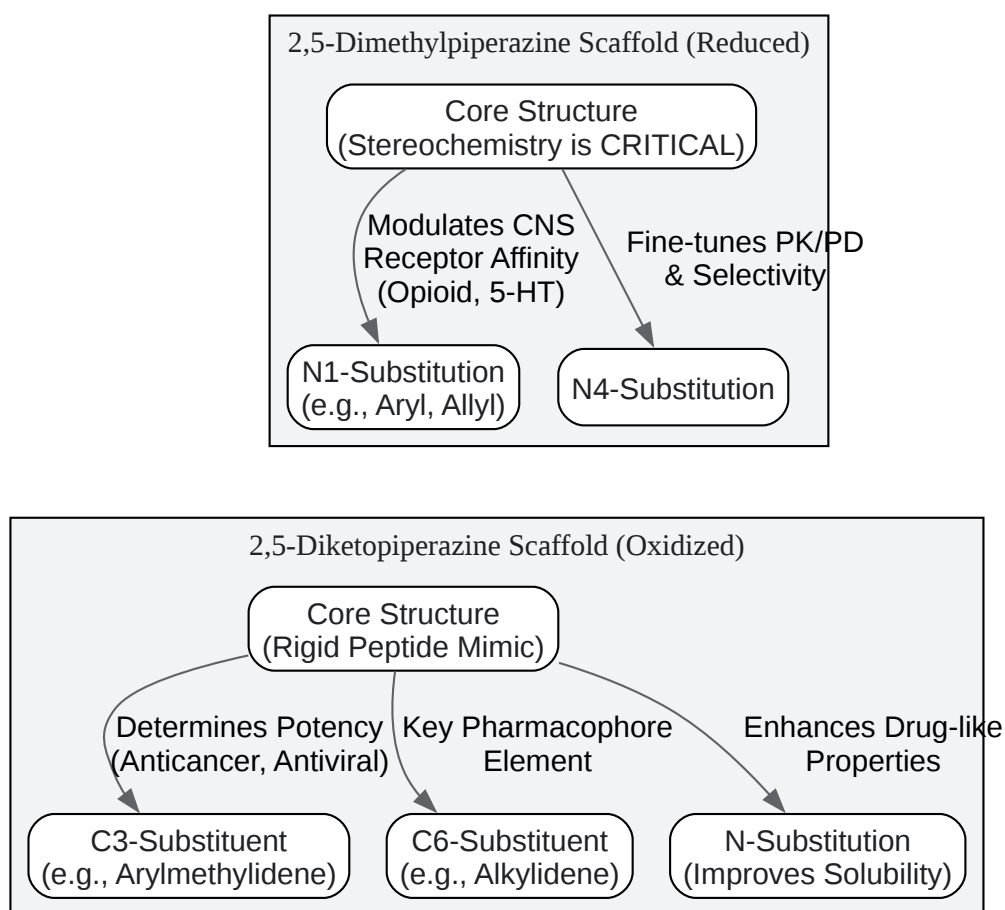 2,5-Dimethylpiperazine Scaffold (Reduced)
Core Structure
(Stereochemistry is CRITICAL)
Modulates CNS
Receptor Affinity
(Opioid, 5-HT)
Fine-tunes PK/PD
& Selectivity
N1-Substitution
(e.g., Aryl, Allyl)
N4-Substitution
2,5-Diketopiperazine Scaffold (Oxidized)
Core Structure
(Rigid Peptide Mimic)
Determines Potency
(Anticancer, Antiviral)
Key Pharmacophore
Element
Enhances Drug-like
Properties
C3-Substituent
(e.g., Arylmethylidene)
C6-Substituent
(e.g., Alkylidene)
N-Substitution
(Improves Solubility)